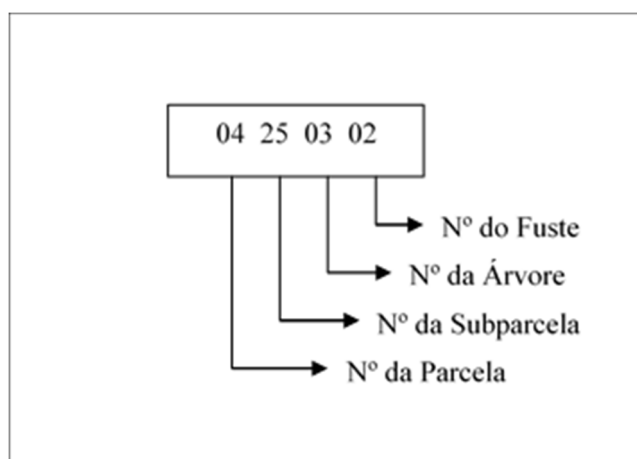 04 25 03 02
Nº do Fuste
Nº da Árvore
Nº da Subparcela
Nº da Parcela